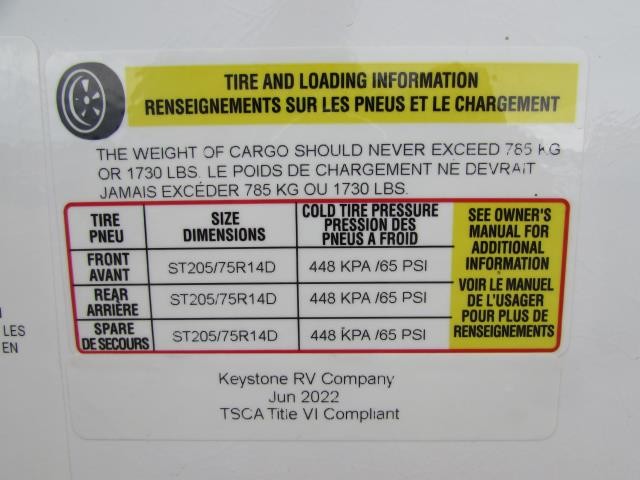 TIRE AND LOADING INFORMATION
RENSEIGNEMENTS SUR LES PNEUS ET LE CHARGEMENT
THE WEIGHT OF CARGO SHOULD NEVER EXCEED 785 KG
OR 1730 LBS. LE POIDS DE CHARGEMENT NE DEVRAIT
JAMAIS EXCÉDER 785 KG OU 1730 LBS.
TIRE
PNEU
SIZE
DIMENSIONS
COLD TIRE PRESSURE
PRESSION DES
PNEUS A FROID
FRONT
AVANT
ST205/75R14D
448 KPA /65 PSI
REAR
ARRIÈRE
ST205/75R14D
448 KPA /65 PSI
SPARE
DE SECOURS
ST205/75R14D
448 KPA /65 PSI
SEE OWNER'S
MANUAL FOR
ADDITIONAL
INFORMATION
VOIR LE MANUEL
DE L'USAGER
POUR PLUS DE
RENSEIGNEMENTS
Keystone RV Company
Jun 2022
TSCA Title VI Compliant
LES
EN